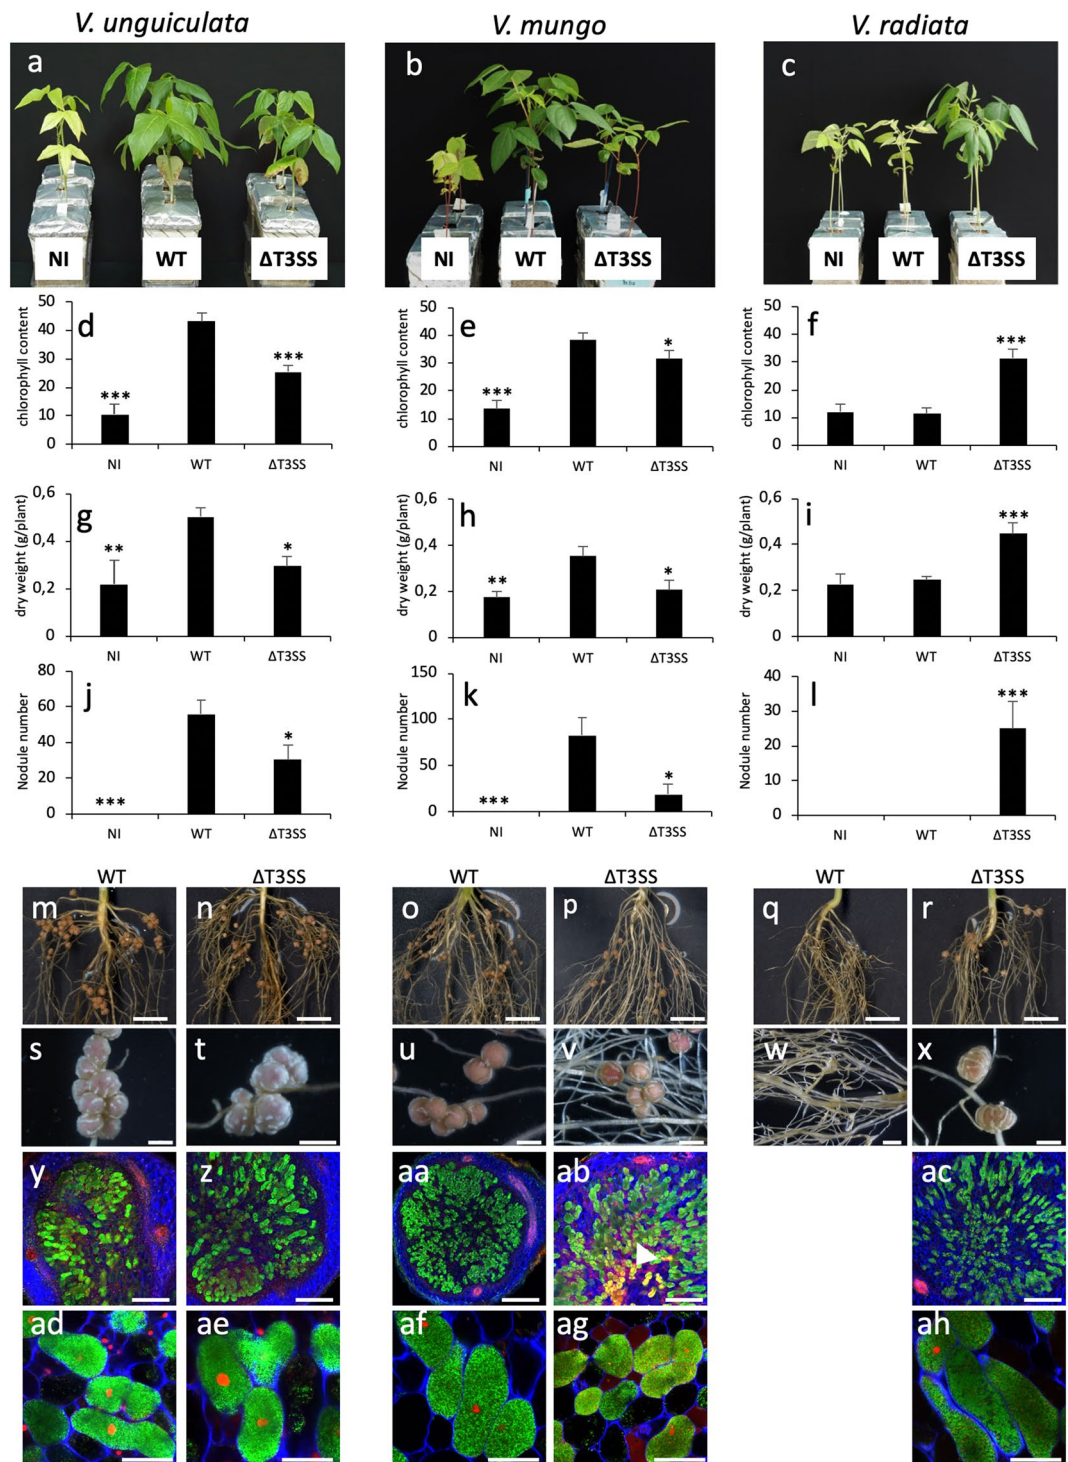 V. unguiculata V. mungo V. radiata
a b c
NI WT ΔT3SS NI WT ΔT3SS NI WT ΔT3SS
d
chlorophyll content
50
40
30
20
10
0
***
***
NI WT ΔT3SS
e
chlorophyll content
50
40
30
20
10
0
***
*
NI WT ΔT3SS
f
chlorophyll content
50
40
30
20
10
0
***
NI WT ΔT3SS
g
dry weight (g/plant)
0,6
0,4
0,2
0
**
*
NI WT ΔT3SS
h
dry weight (g/plant)
0,6
0,4
0,2
0
**
*
NI WT ΔT3SS
i
dry weight (g/plant)
0,6
0,4
0,2
0
***
NI WT ΔT3SS
j
Nodule number
80
60
40
20
0
***
*
NI WT ΔT3SS
k
Nodule number
150
100
50
0
***
*
NI WT ΔT3SS
l
Nodule number
40
30
20
10
0
***
NI WT ΔT3SS
WT ΔT3SS WT ΔT3SS WT ΔT3SS
m n o p q r
s t u v w x
y z aa ab ac
ad ae af ag ah